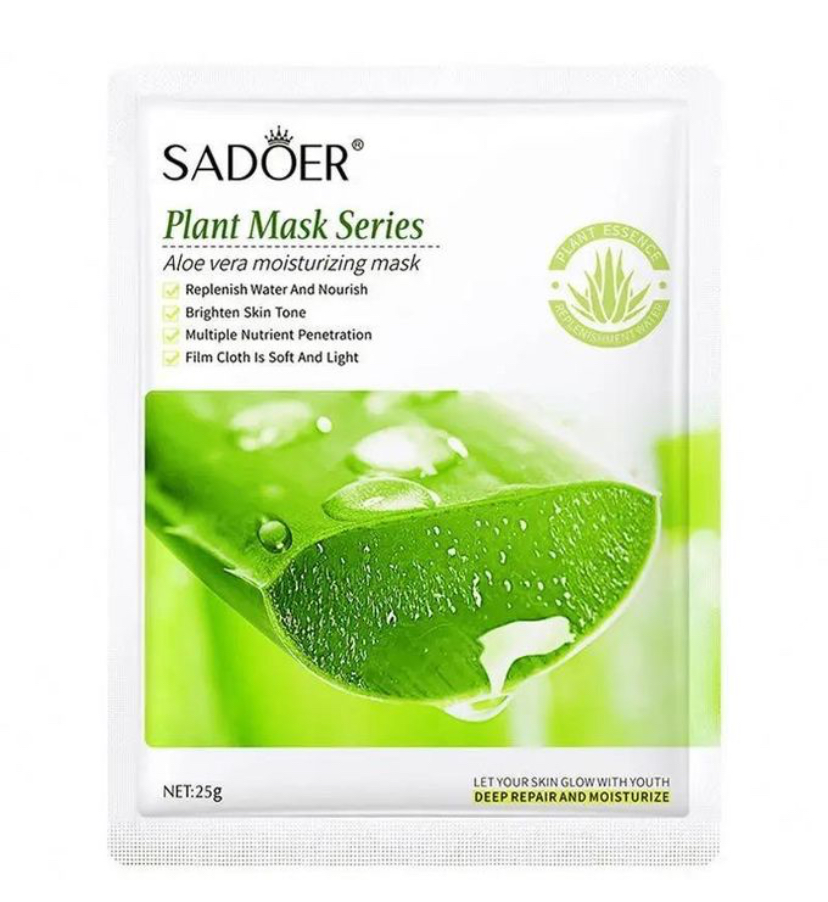 SADOER®
Plant Mask Series
Aloe vera moisturizing mask
Replenish Water And Nourish
Brighten Skin Tone
Multiple Nutrient Penetration
Film Cloth Is Soft And Light
PLANT ESSENCE
REPLENISHMENT WATER
NET:25g
LET YOUR SKIN GLOW WITH YOUTH
DEEP REPAIR AND MOISTURIZE